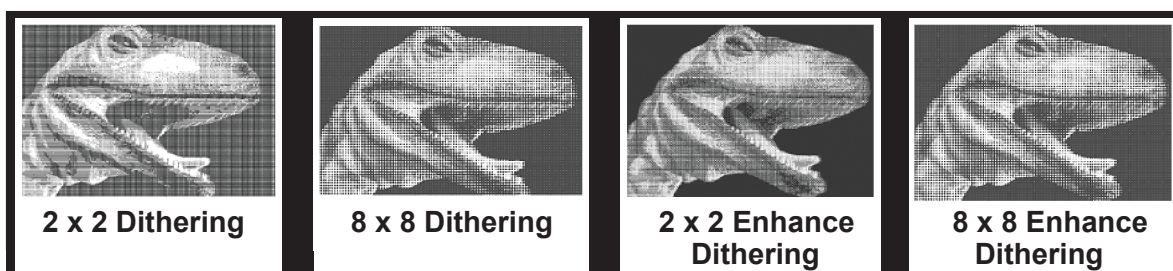 2 x 2 Dithering
8 x 8 Dithering
2 x 2 Enhance
Dithering
8 x 8 Enhance
Dithering